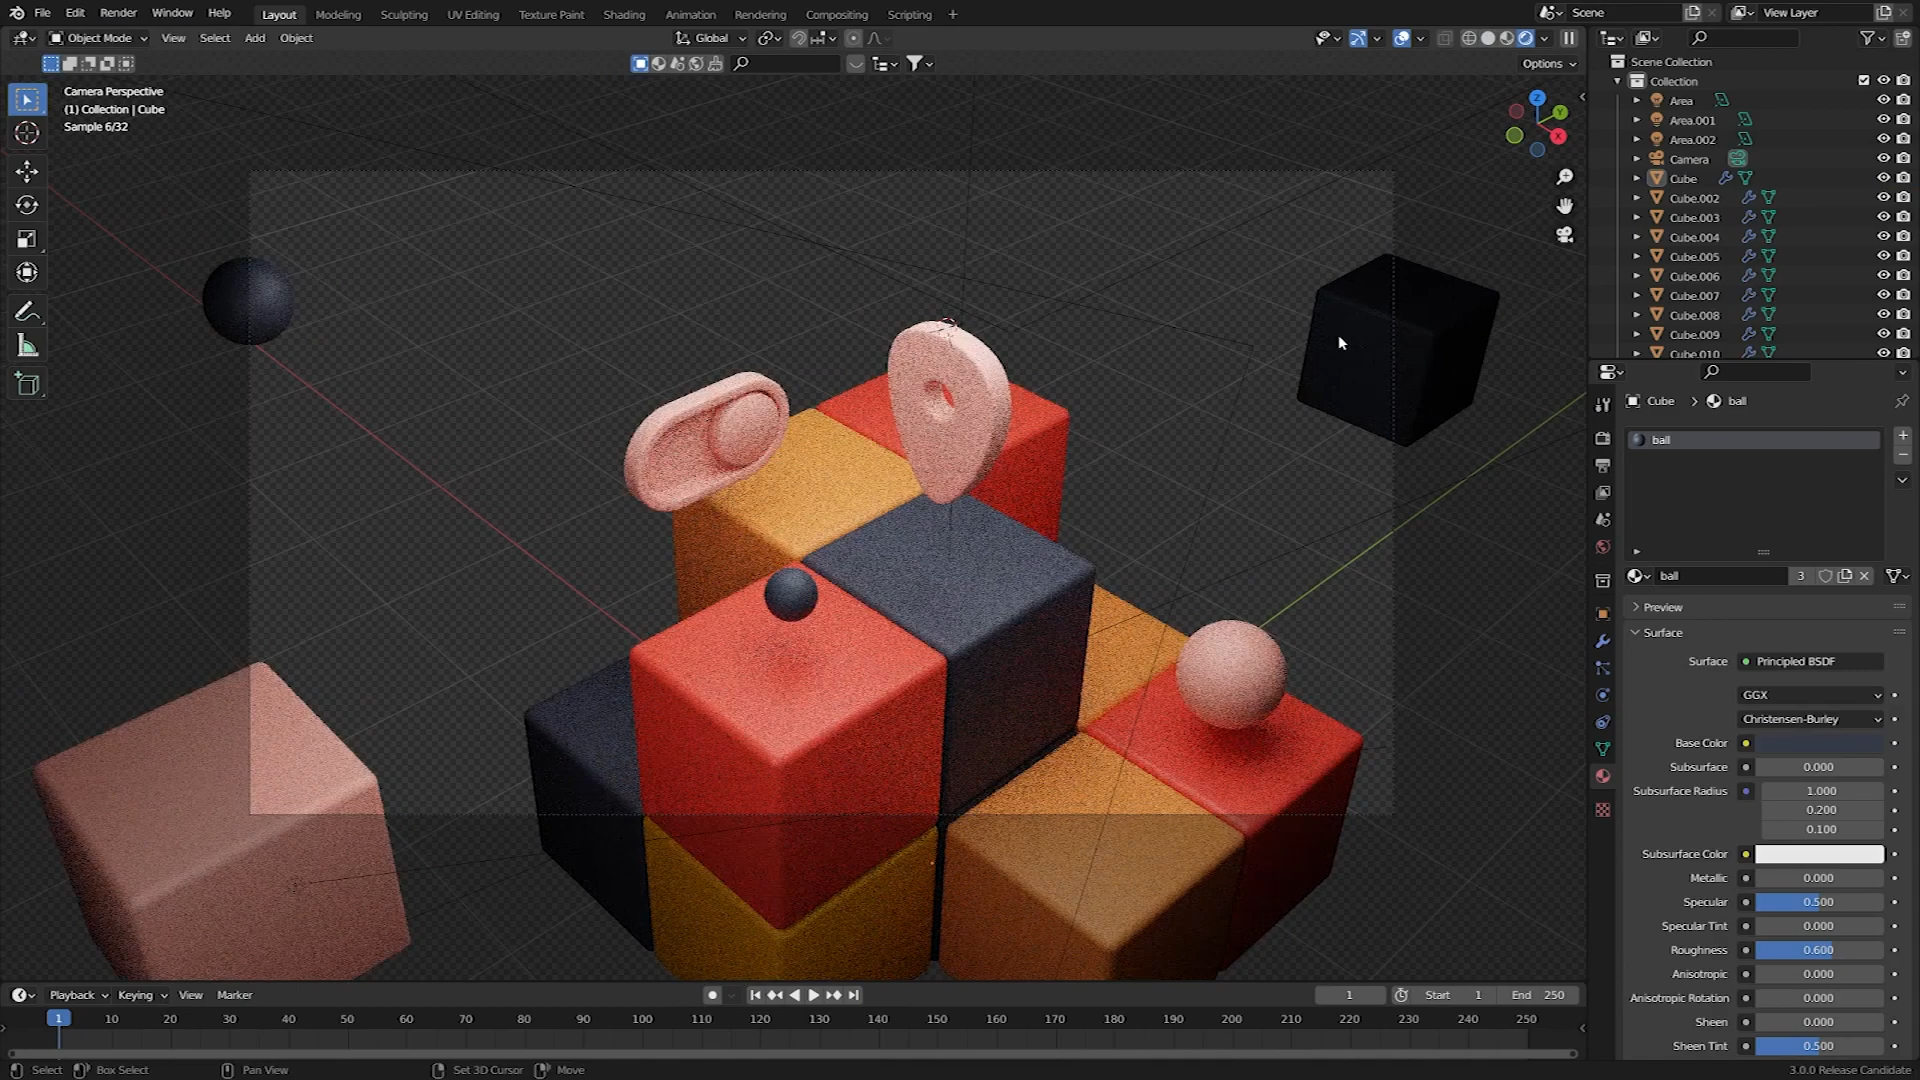 File Edit Render Window Help Layout Modeling Sculpting UV Editing Texture Paint Shading Animation Rendering Compositing Scripting + Scene View Layer
Object Mode View Select Add Object Global
Options
Camera Perspective
(1) Collection | Cube
Sample 6/32
Z
Y
X
Scene Collection
Collection
Area
Area.001
Area.002
Camera
Cube
Cube.002
Cube.003
Cube.004
Cube.005
Cube.006
Cube.007
Cube.008
Cube.009
Cube.010
Cube > ball
ball
ball 3
Preview
Surface
Surface Principled BSDF
GGX
Christensen-Burley
Base Color
Subsurface 0.000
Subsurface Radius 1.000
0.200
0.100
Subsurface Color
Metallic 0.000
Specular 0.500
Specular Tint 0.000
Roughness 0.600
Anisotropic 0.000
Anisotropic Rotation 0.000
Sheen 0.000
Sheen Tint 0.500
Playback Keying View Marker 1 Start 1 End 250
1 10 20 30 40 50 60 70 80 90 100 110 120 130 140 150 160 170 180 190 200 210 220 230 240 250
Select Box Select Pan View Set 3D Cursor Move 3.0.0 Release Candidate